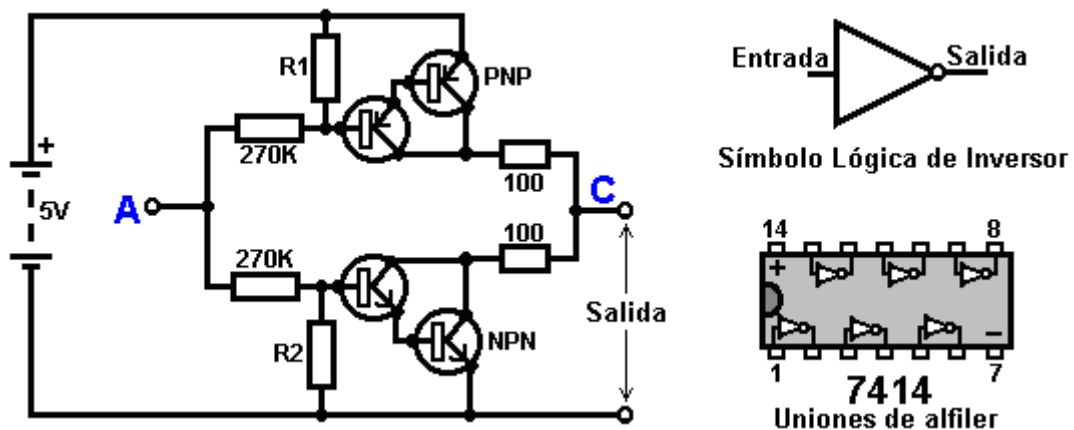 R1
PNP
270K
100
+
5V
A
C
270K
100
R2
NPN
Salida
Entrada
Salida
Símbolo Lógica de Inversor
14
8
+
−
1
7
7414
Uniones de alfiler